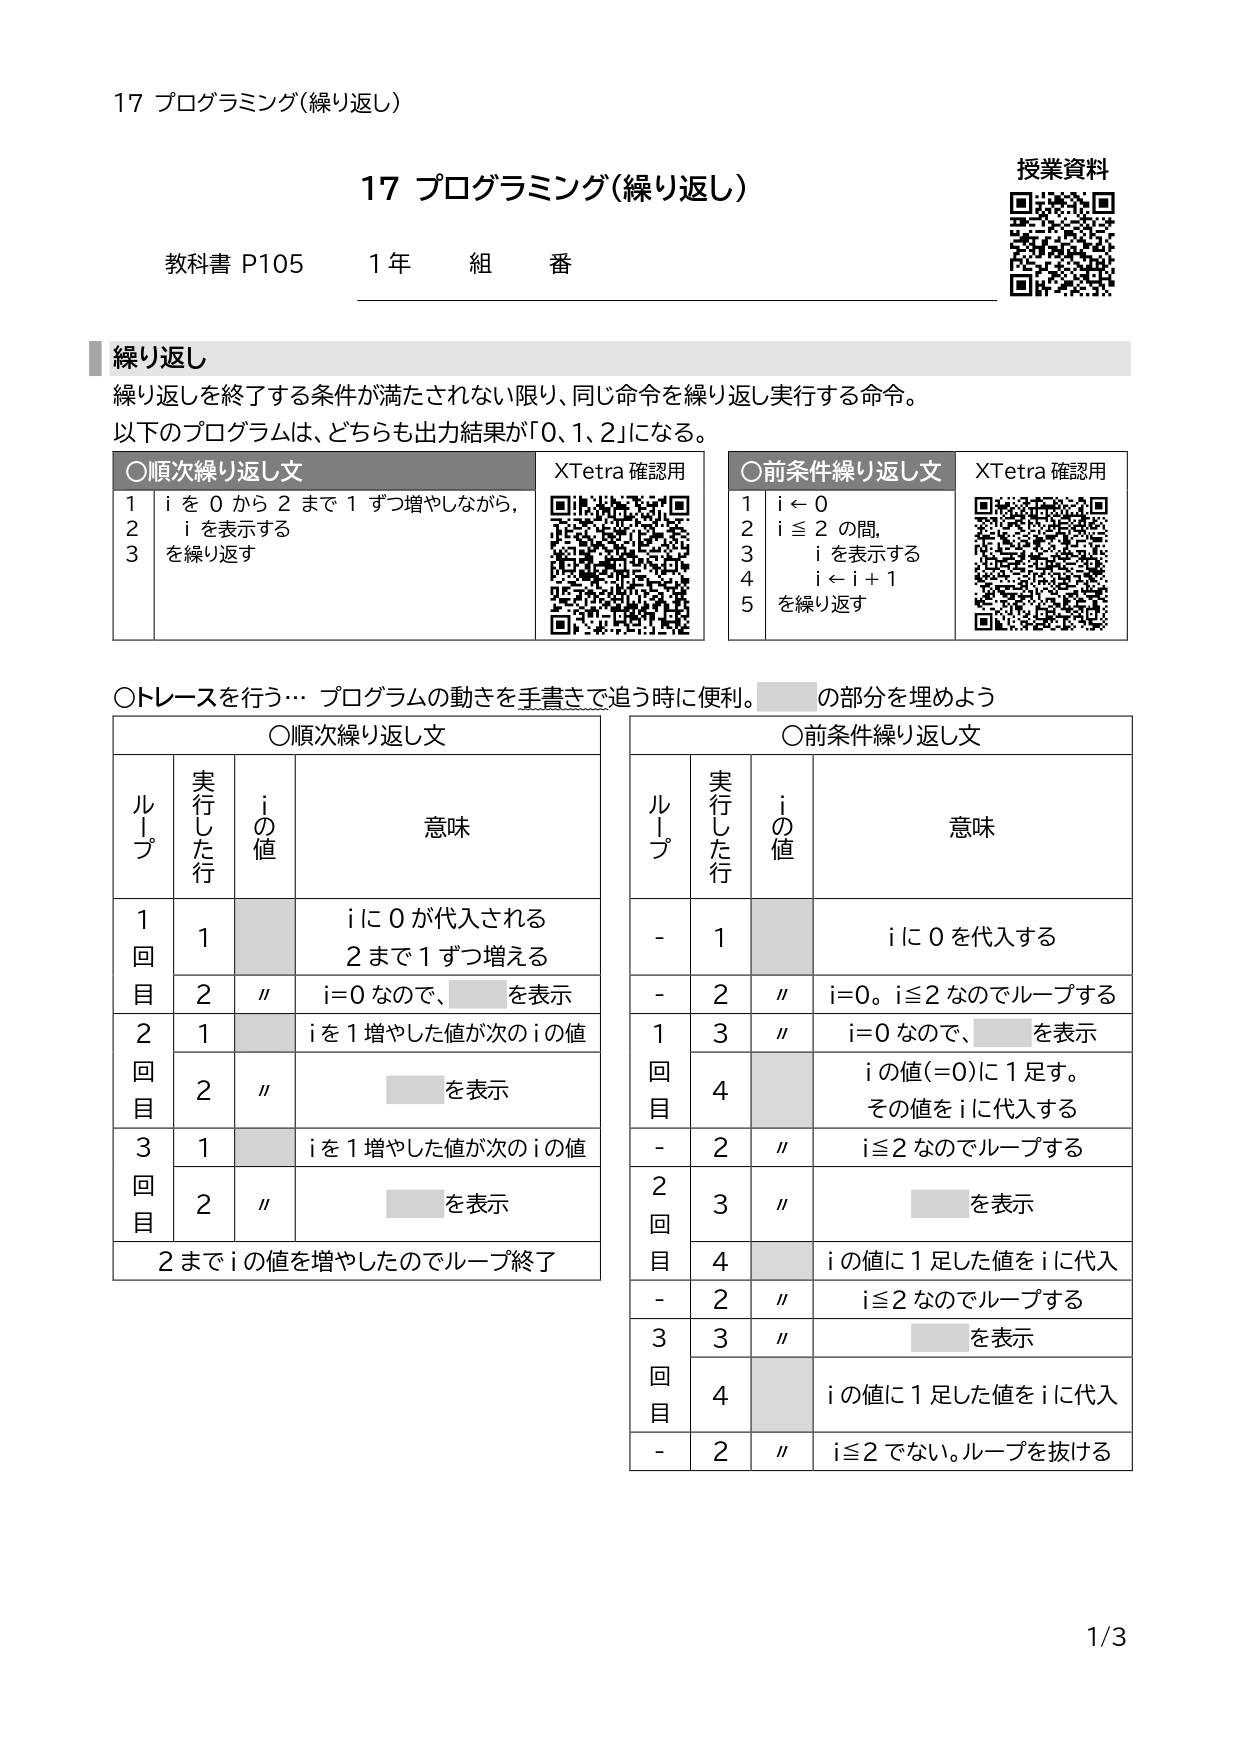 17 プログラミング（繰り返し）
授業資料
17 プログラミング（繰り返し）
教科書 P105 1年 組 番
繰り返し
繰り返しを終了する条件が満たされない限り、同じ命令を繰り返し実行する命令。
以下のプログラムは、どちらも出力結果が「0、1、2」になる。
〇順次繰り返し文 XTetra 確認用
1 i を 0 から 2 まで 1 ずつ増やしながら,
2 i を表示する
3 を繰り返す
〇前条件繰り返し文 XTetra 確認用
1 i ← 0
2 i ≦ 2 の間,
3 i を表示する
4 i ← i + 1
5 を繰り返す
〇トレースを行う… プログラムの動きを手書きで追う時に便利。 の部分を埋めよう
〇順次繰り返し文
ループ 実行した行 iの値 意味
1回目 1 i に 0 が代入される
2 まで 1 ずつ増える
2 〃 i=0 なので、 を表示
2回目 1 i を 1 増やした値が次の i の値
2 〃 を表示
3回目 1 i を 1 増やした値が次の i の値
2 〃 を表示
2 まで i の値を増やしたのでループ終了
〇前条件繰り返し文
ループ 実行した行 iの値 意味
- 1 i に 0 を代入する
- 2 〃 i=0。i≦2 なのでループする
1回目 3 〃 i=0 なので、 を表示
4 i の値(=0)に 1 足す。
その値を i に代入する
- 2 〃 i≦2 なのでループする
2回目 3 〃 を表示
4 i の値に 1 足した値を i に代入
- 2 〃 i≦2 なのでループする
3回目 3 〃 を表示
4 i の値に 1 足した値を i に代入
- 2 〃 i≦2 でない。ループを抜ける
1/3